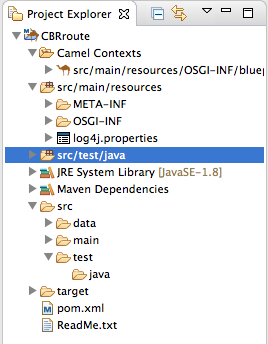 Project Explorer
CBRroute
Camel Contexts
src/main/resources/OSGI-INF/bluep
src/main/resources
META-INF
OSGI-INF
log4j.properties
src/test/java
JRE System Library [JavaSE-1.8]
Maven Dependencies
src
data
main
test
java
target
pom.xml
ReadMe.txt